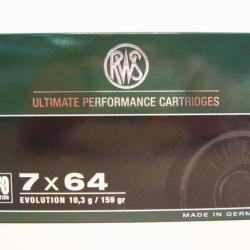 RWS
ULTIMATE PERFORMANCE CARTRIDGES
7 x 64
EVOLUTION 10,3 g / 159 gr
MADE IN GERM